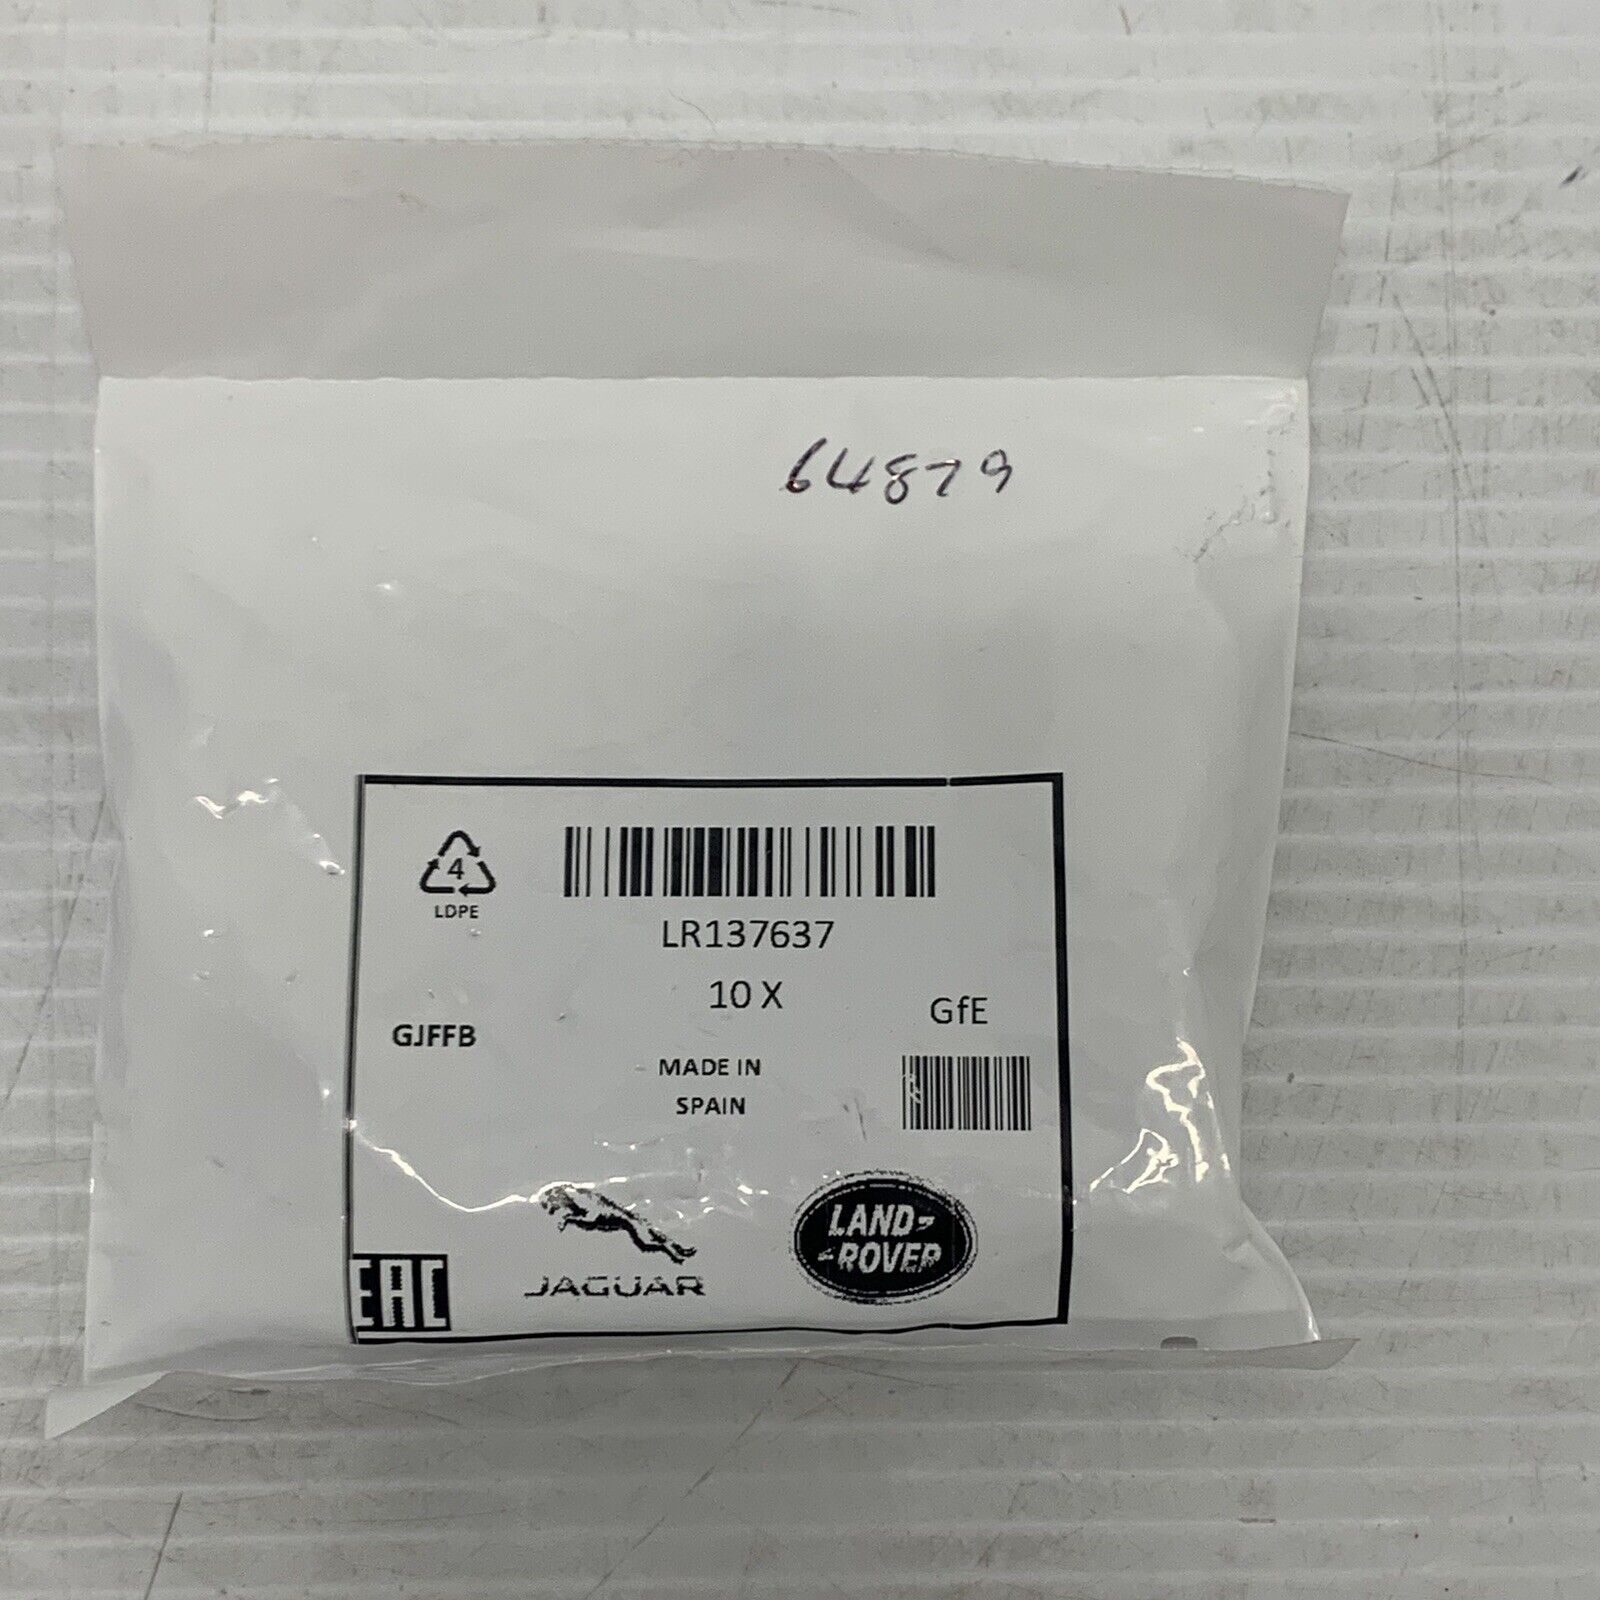 64879
4
LDPE
LR137637
10 X
GfE
GJFFB
MADE IN
SPAIN
JAGUAR
LAND-
-ROVER
EAC